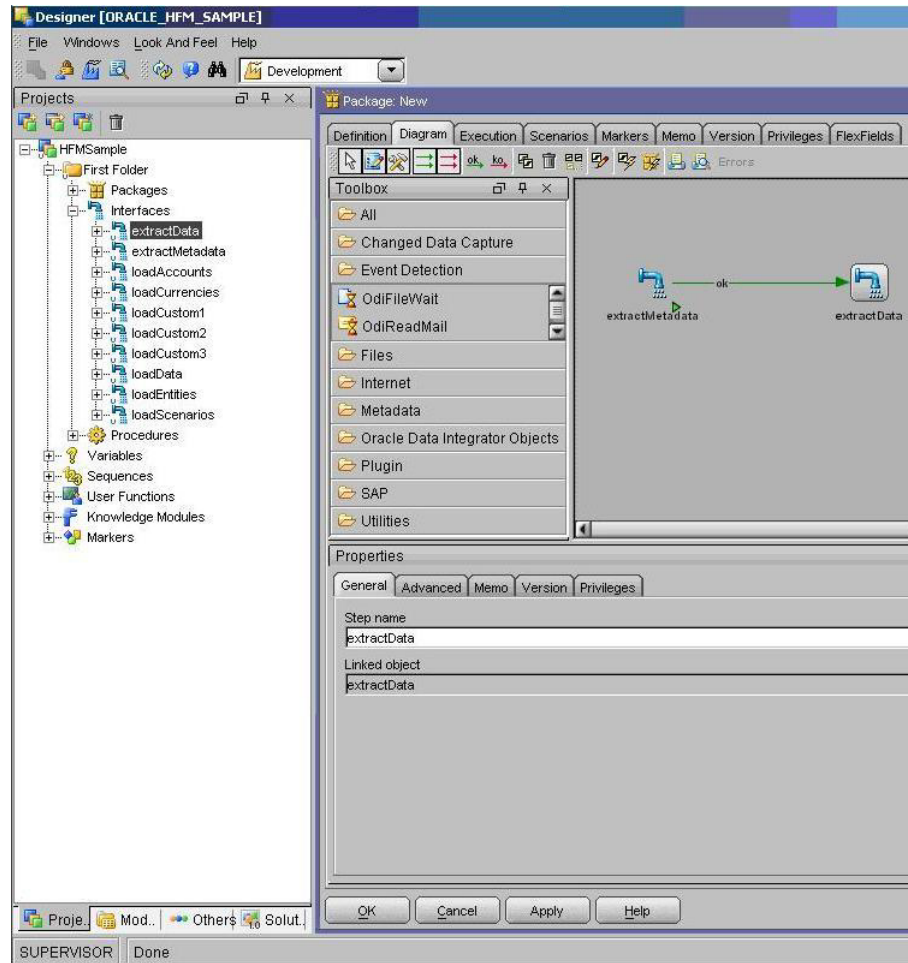 Designer [ORACLE_HFM_SAMPLE]
File Windows Look And Feel Help
Development
Projects
HFMSample
First Folder
Packages
Interfaces
extractData
extractMetadata
loadAccounts
loadCurrencies
loadCustom1
loadCustom2
loadCustom3
loadData
loadEntities
loadScenarios
Procedures
Variables
Sequences
User Functions
Knowledge Modules
Markers
Proje.. Mod.. Others Solut..
Package: New
Definition Diagram Execution Scenarios Markers Memo Version Privileges FlexFields
ok ko Errors
Toolbox
All
Changed Data Capture
Event Detection
OdiFileWait
OdiReadMail
Files
Internet
Metadata
Oracle Data Integrator Objects
Plugin
SAP
Utilities
ok
extractMetadata extractData
Properties
General Advanced Memo Version Privileges
Step name
extractData
Linked object
extractData
OK Cancel Apply Help
SUPERVISOR Done